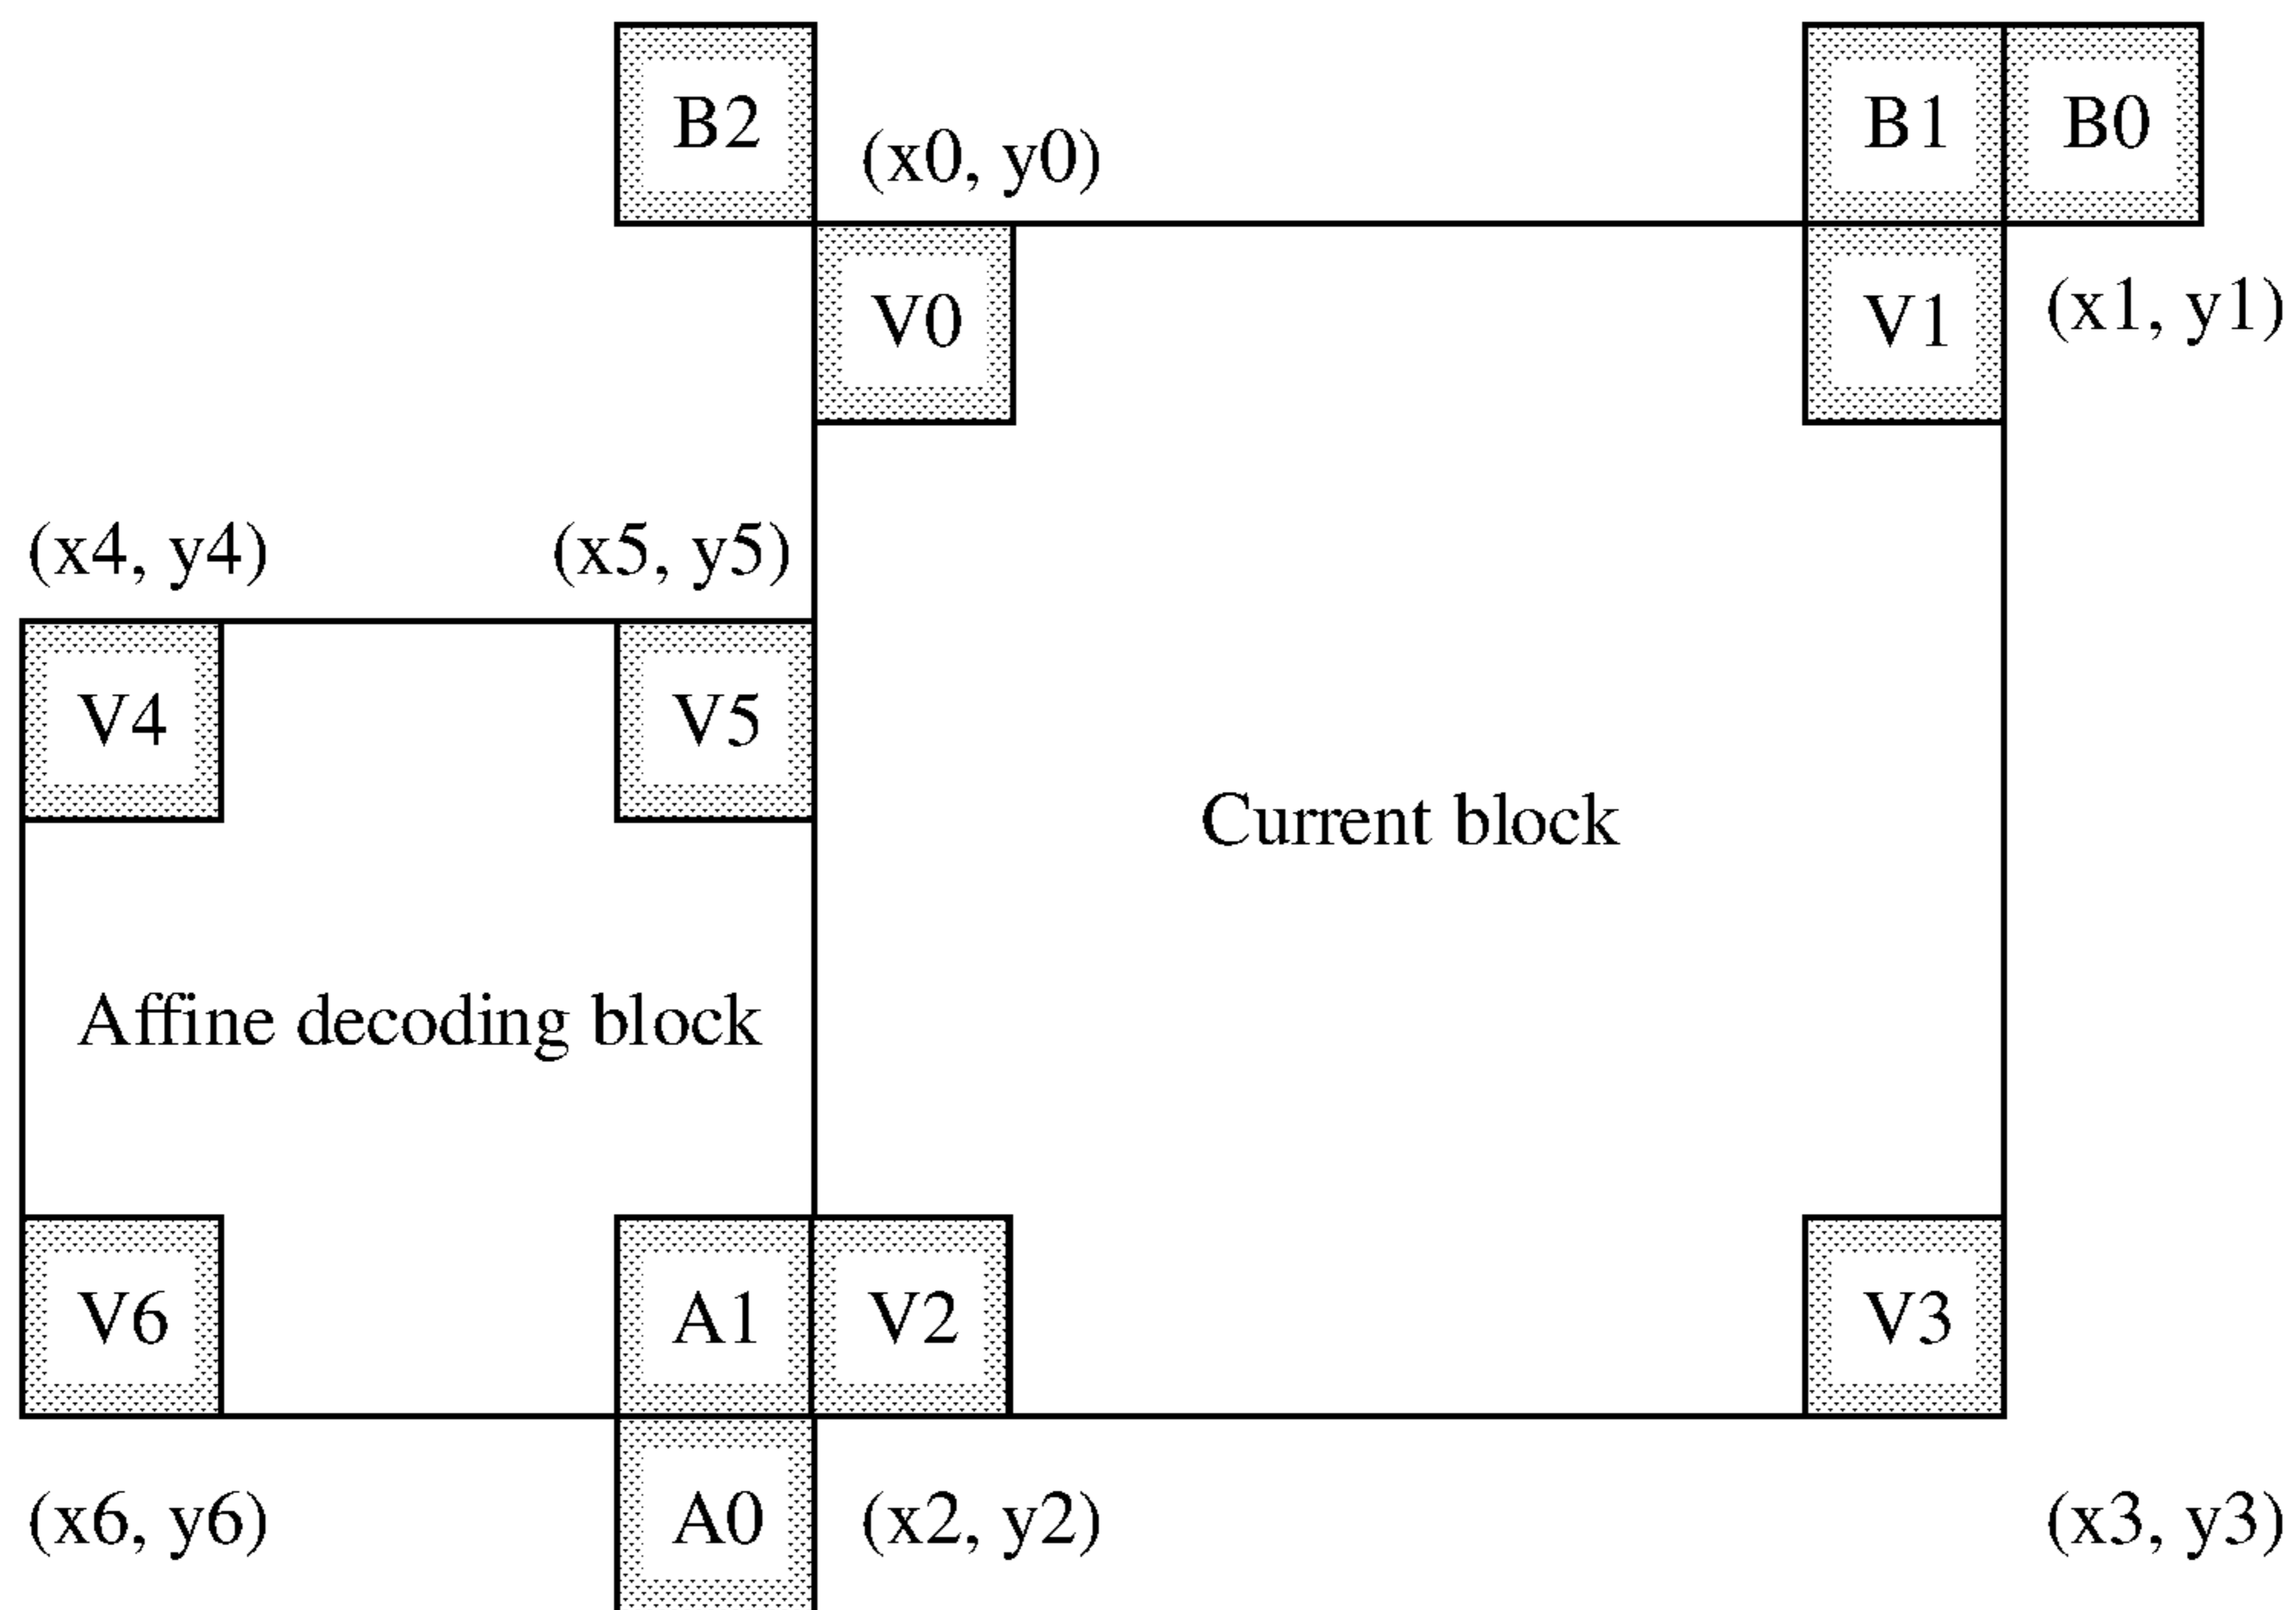 B2
B1
B0
(x0, y0)
V0
V1
(x1, y1)
(x4, y4)
(x5, y5)
V4
V5
Current block
Affine decoding block
V6
A1
V2
V3
(x6, y6)
A0
(x2, y2)
(x3, y3)